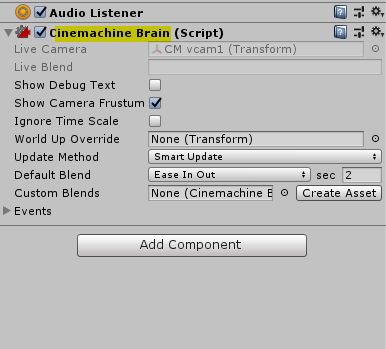 Audio Listener
Cinemachine Brain (Script)
Live Camera CM vcam1 (Transform)
Live Blend
Show Debug Text
Show Camera Frustum
Ignore Time Scale
World Up Override None (Transform)
Update Method Smart Update
Default Blend Ease In Out sec 2
Custom Blends None (Cinemachine B Create Asset
Events
Add Component